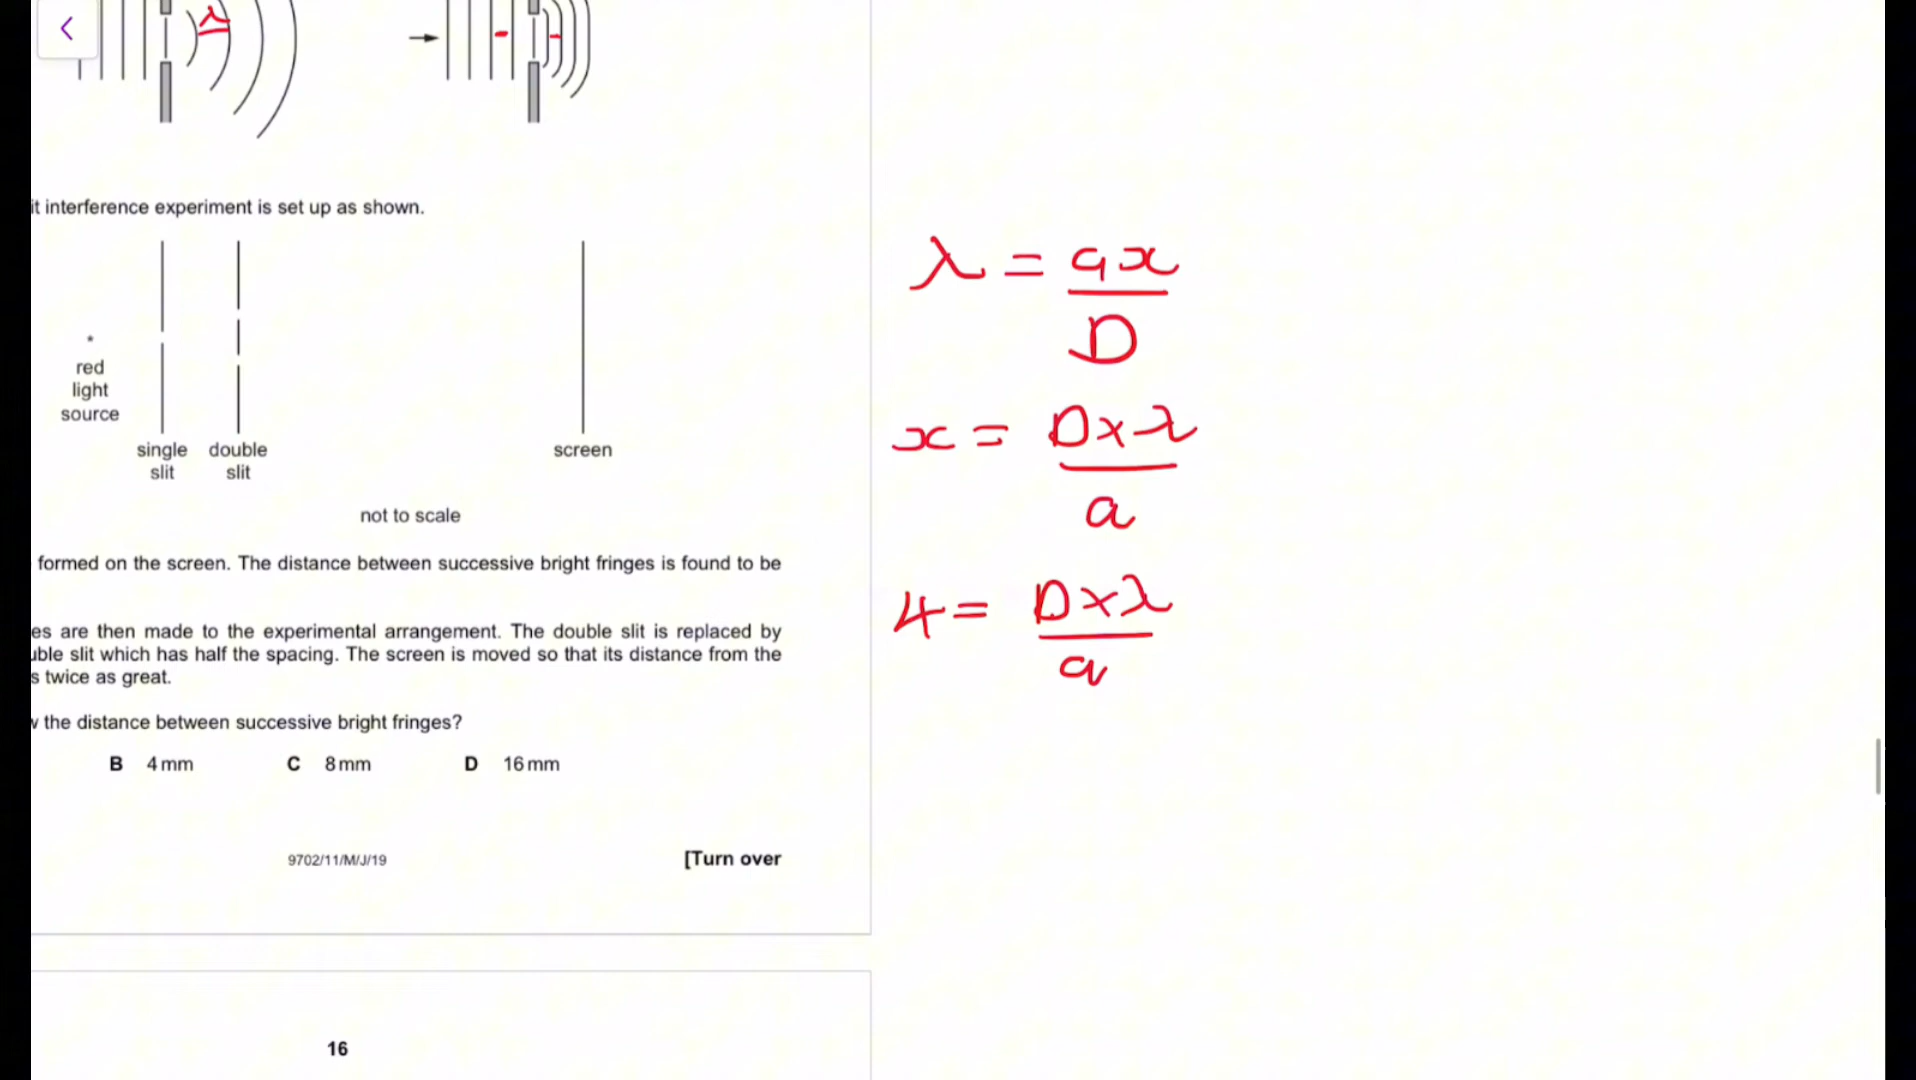 λ
it interference experiment is set up as shown.
red
light
source
single
slit
double
slit
screen
not to scale
formed on the screen. The distance between successive bright fringes is found to be
es are then made to the experimental arrangement. The double slit is replaced by
uble slit which has half the spacing. The screen is moved so that its distance from the
s twice as great.
w the distance between successive bright fringes?
B 4 mm C 8 mm D 16 mm
9702/11/M/J/19
[Turn over
16
λ = ax
D
x = D x λ
a
4 = D x λ
a